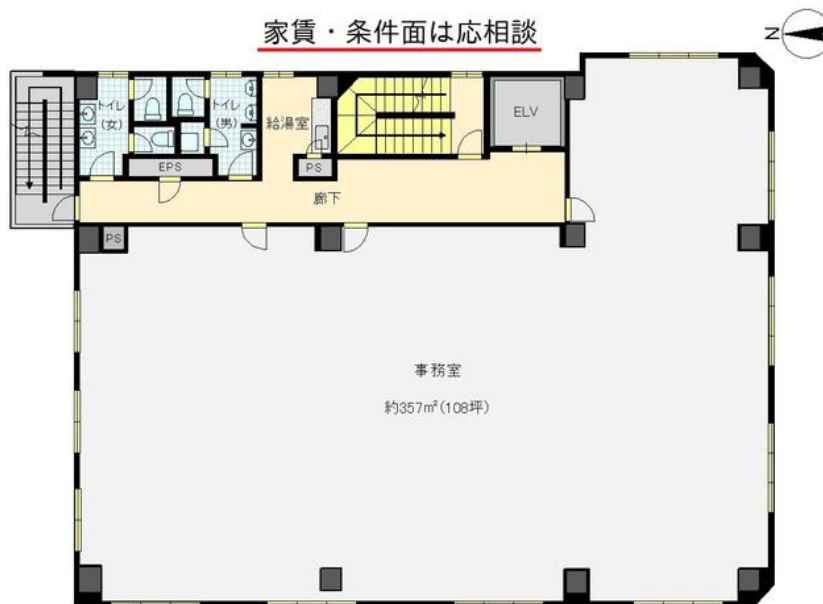 家賃・条件面は応相談
N
トイレ
(女)
トイレ
(男)
給湯室
ELV
EPS
PS
廊下
PS
事務室
約357㎡(108坪)